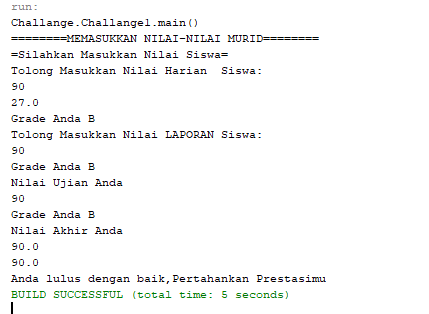 run:
Challange.Challange1.main()
========MEMASUKKAN NILAI-NILAI MURID========
=Silahkan Masukkan Nilai Siswa=
Tolong Masukkan Nilai Harian  Siswa:
90
27.0
Grade Anda B
Tolong Masukkan Nilai LAPORAN Siswa:
90
Grade Anda B
Nilai Ujian Anda
90
Grade Anda B
Nilai Akhir Anda
90.0
90.0
Anda lulus dengan baik,Pertahankan Prestasimu
BUILD SUCCESSFUL (total time: 5 seconds)